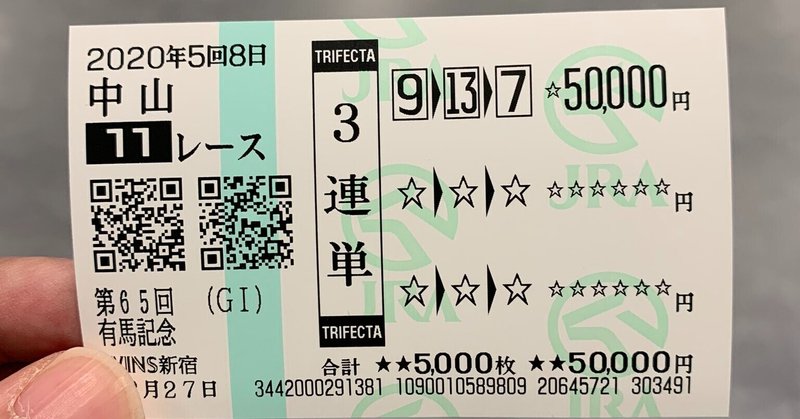 2020年5回8日
中山
11レース
第65回 (GI)
有馬記念
WINS新宿
月27日
TRIFECTA
3連単
TRIFECTA
9▶13▶7 ☆50,000円
☆▶☆▶☆ ☆☆☆☆☆☆円
☆▶☆▶☆ ☆☆☆☆☆☆円
合計 ★★5,000枚 ★★50,000円
3442000291381 1090010589809 20645721 303491
JRA
JRA
JRA
JRA